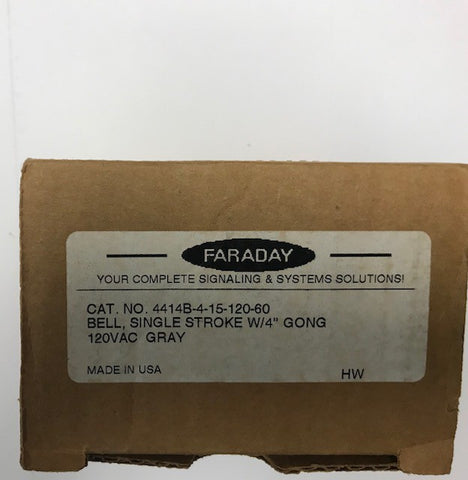 FARADAY
YOUR COMPLETE SIGNALING & SYSTEMS SOLUTIONS!
CAT. NO. 4414B-4-15-120-60
BELL, SINGLE STROKE W/4" GONG
120VAC GRAY
MADE IN USA HW